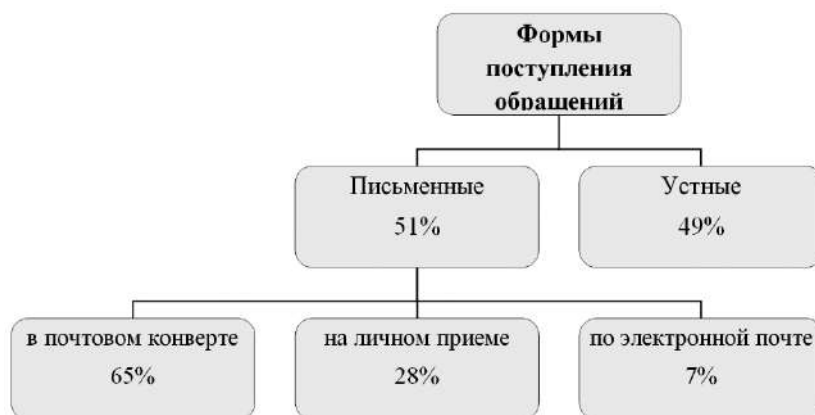 Формы
поступления
обращений
Письменные
51%
Устные
49%
в почтовом конверте
65%
на личном приеме
28%
по электронной почте
7%